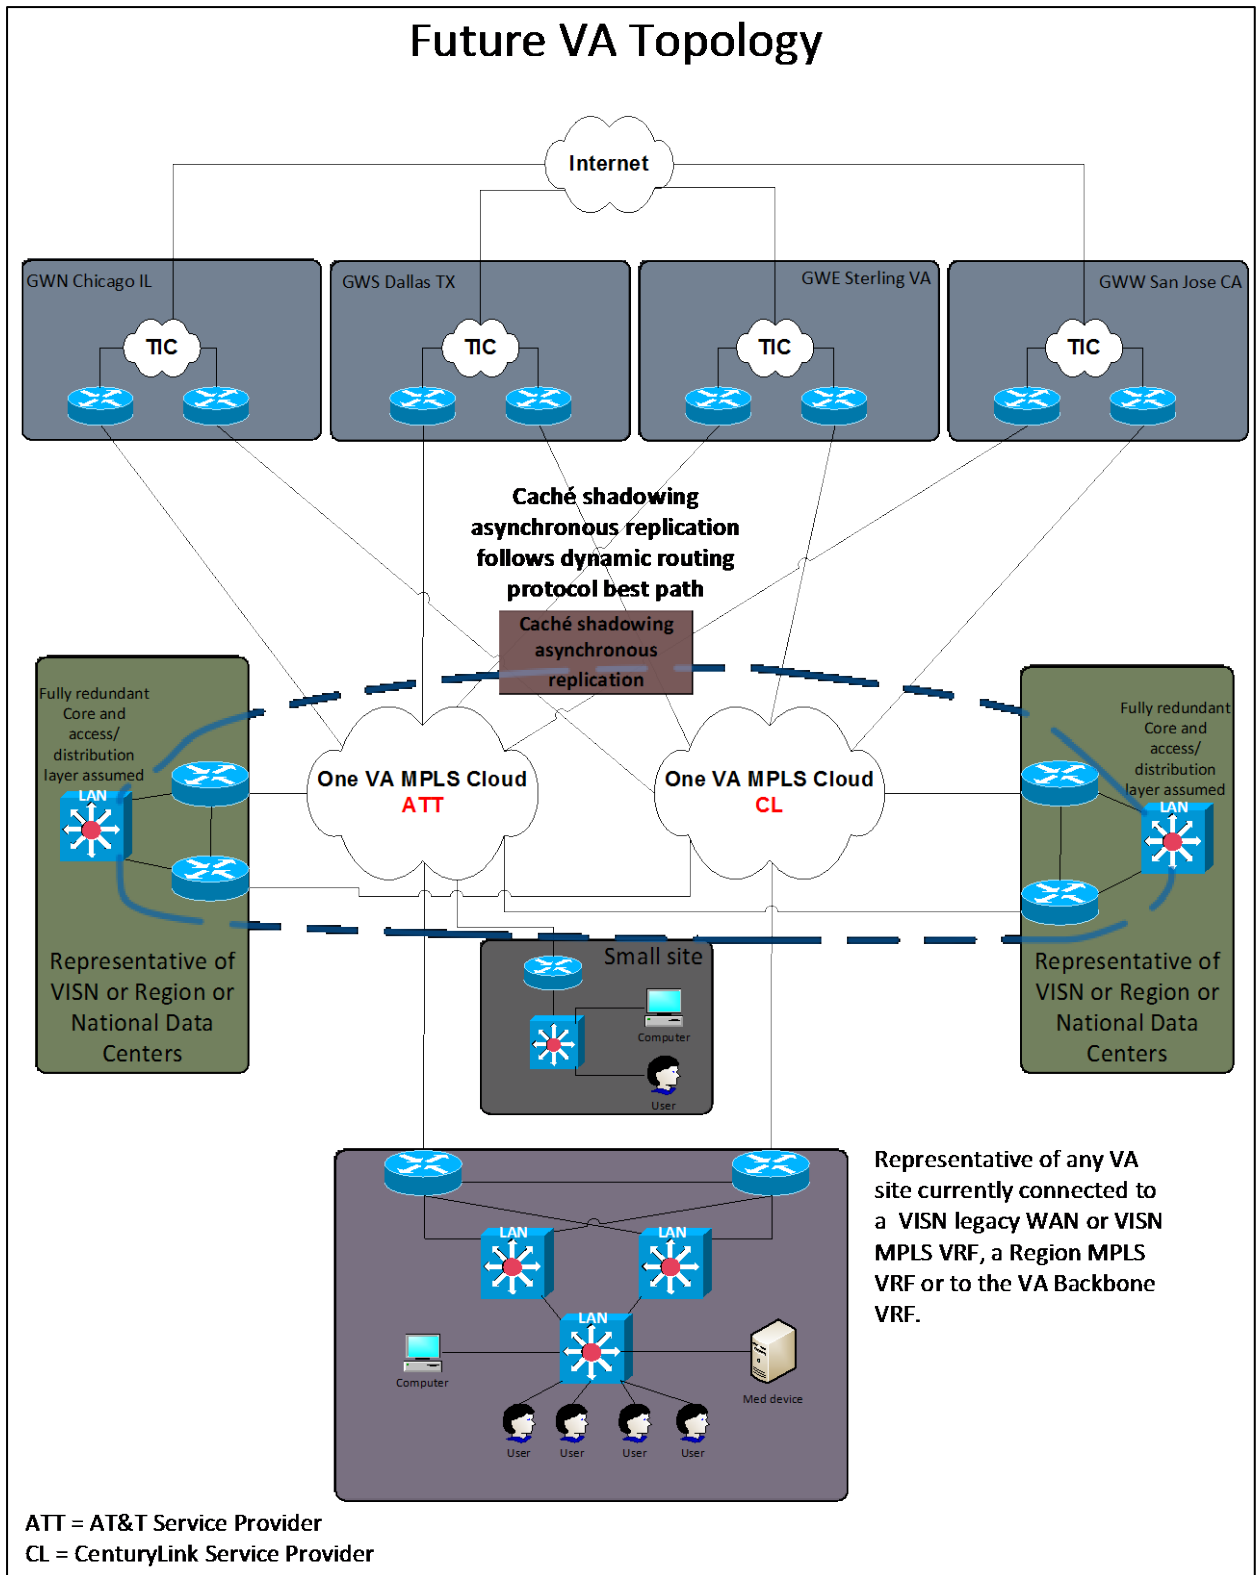 Future VA Topology
Internet
GWN Chicago IL
GWS Dallas TX
GWE Sterling VA
GWW San Jose CA
TIC
TIC
TIC
TIC
Caché shadowing
asynchronous replication
follows dynamic routing
protocol best path
Caché shadowing
asynchronous
replication
Fully redundant
Core and
access/
distribution
layer assumed
LAN
One VA MPLS Cloud
ATT
One VA MPLS Cloud
CL
Fully redundant
Core and
access/
distribution
layer assumed
LAN
Representative of
VISN or Region or
National Data
Centers
Small site
Computer
User
Representative of
VISN or Region or
National Data
Centers
LAN
LAN
LAN
Computer
Med device
User
User
User
User
Representative of any VA
site currently connected to
a VISN legacy WAN or VISN
MPLS VRF, a Region MPLS
VRF or to the VA Backbone
VRF.
ATT = AT&T Service Provider
CL = CenturyLink Service Provider